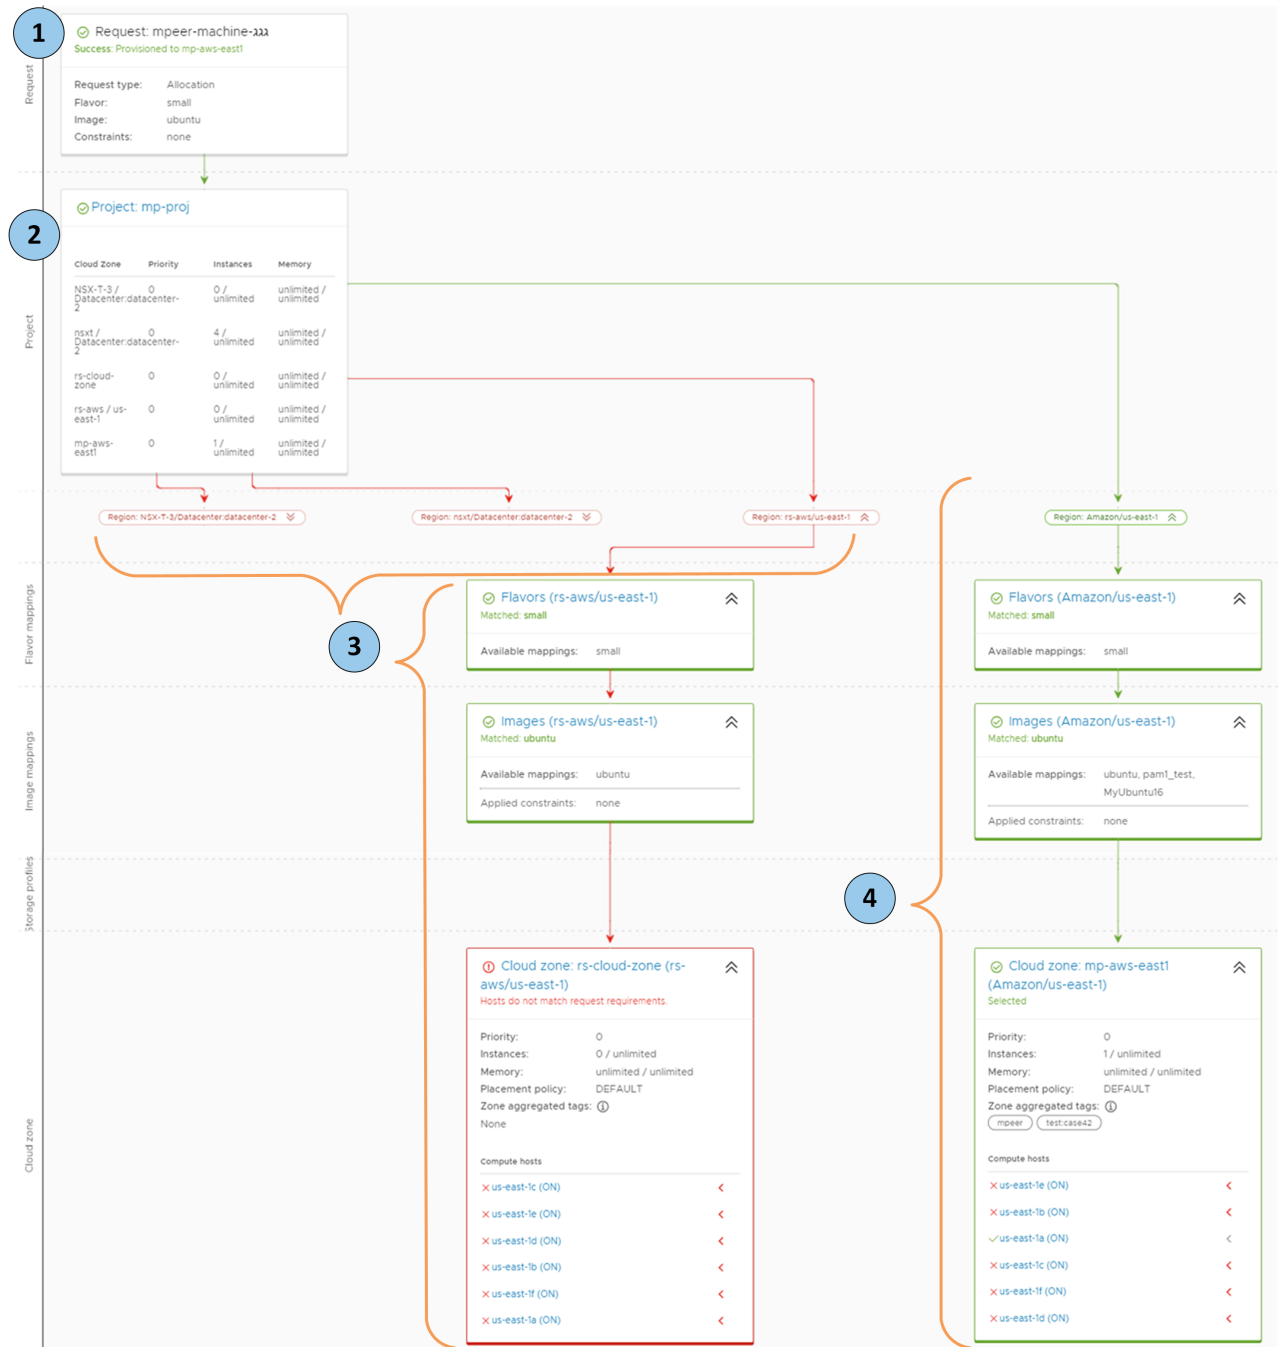 1
Request: mpeer-machine-גגג
Success: Provisioned to mp-aws-east1
Request type: Allocation
Flavor: small
Image: ubuntu
Constraints: none
Request
2
Project: mp-proj
Cloud Zone Priority Instances Memory
NSX-T-3 / Datacenter:datacenter-2 0 0 / unlimited unlimited / unlimited
nsxt / Datacenter:datacenter-2 0 4 / unlimited unlimited / unlimited
rs-cloud-zone 0 0 / unlimited unlimited / unlimited
rs-aws / us-east-1 0 0 / unlimited unlimited / unlimited
mp-aws-east1 0 1 / unlimited unlimited / unlimited
Project
Region: NSX-T-3/Datacenter:datacenter-2
Region: nsxt/Datacenter:datacenter-2
Region: rs-aws/us-east-1
Region: Amazon/us-east-1
3
Flavor mappings
Flavors (rs-aws/us-east-1)
Matched: small
Available mappings: small
Flavors (Amazon/us-east-1)
Matched: small
Available mappings: small
Image mappings
Images (rs-aws/us-east-1)
Matched: ubuntu
Available mappings: ubuntu
Applied constraints: none
Images (Amazon/us-east-1)
Matched: ubuntu
Available mappings: ubuntu, pam1_test,
MyUbuntu16
Applied constraints: none
Storage profiles
4
Cloud zone
Cloud zone: rs-cloud-zone (rs-
aws/us-east-1)
Hosts do not match request requirements.
Priority: 0
Instances: 0 / unlimited
Memory: unlimited / unlimited
Placement policy: DEFAULT
Zone aggregated tags:
None
Compute hosts
us-east-1c (ON)
us-east-1e (ON)
us-east-1d (ON)
us-east-1b (ON)
us-east-1f (ON)
us-east-1a (ON)
Cloud zone: mp-aws-east1
(Amazon/us-east-1)
Selected
Priority: 0
Instances: 1 / unlimited
Memory: unlimited / unlimited
Placement policy: DEFAULT
Zone aggregated tags:
mpeer test:case42
Compute hosts
us-east-1e (ON)
us-east-1b (ON)
us-east-1a (ON)
us-east-1c (ON)
us-east-1f (ON)
us-east-1d (ON)